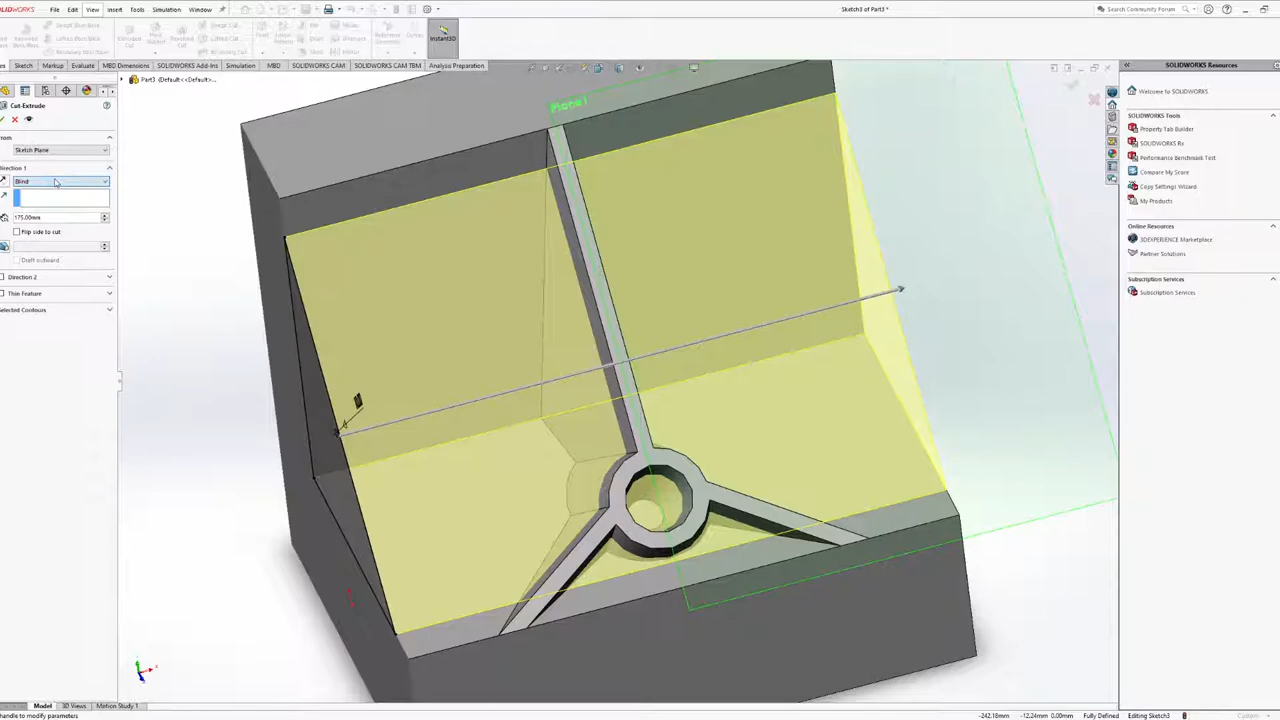 SOLIDWORKS
File Edit View Insert Tools Simulation Window
Sketch3 of Part3 *
Search Community Forum
Instant3D
Sketch Markup Evaluate MBD Dimensions SOLIDWORKS Add-Ins Simulation MBD SOLIDWORKS CAM SOLIDWORKS CAM TBM Analysis Preparation
SOLIDWORKS Resources
Part3 (Default<<Default>...
Welcome to SOLIDWORKS
Cut-Extrude
Plane1
SOLIDWORKS Tools
Property Tab Builder
SOLIDWORKS Rx
Performance Benchmark Test
Compare My Score
Copy Settings Wizard
My Products
Sketch Plane
Direction 1
Blind
175.00mm
Flip side to cut
Draft outward
Direction 2
Thin Feature
Selected Contours
Online Resources
3DEXPERIENCE Marketplace
Partner Solutions
Subscription Services
Subscription Services
Model 3D Views Motion Study 1
handle to modify parameters
-242.18mm -12.24mm 0.00mm Fully Defined Editing Sketch3
Custom